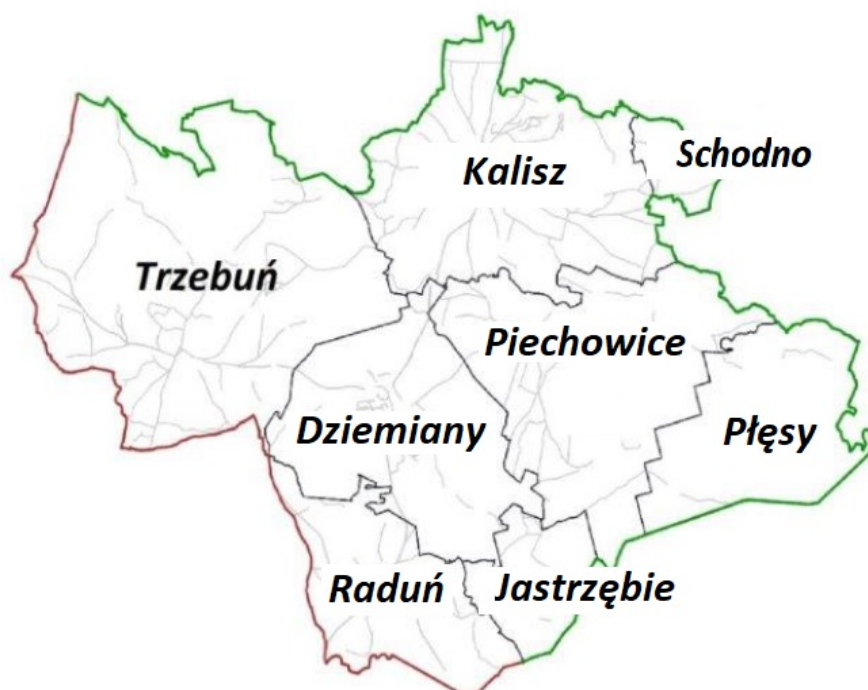 Kalisz
Schodno
Trzebuń
Piechowice
Dziemiany
Płęsy
Raduń
Jastrzębie